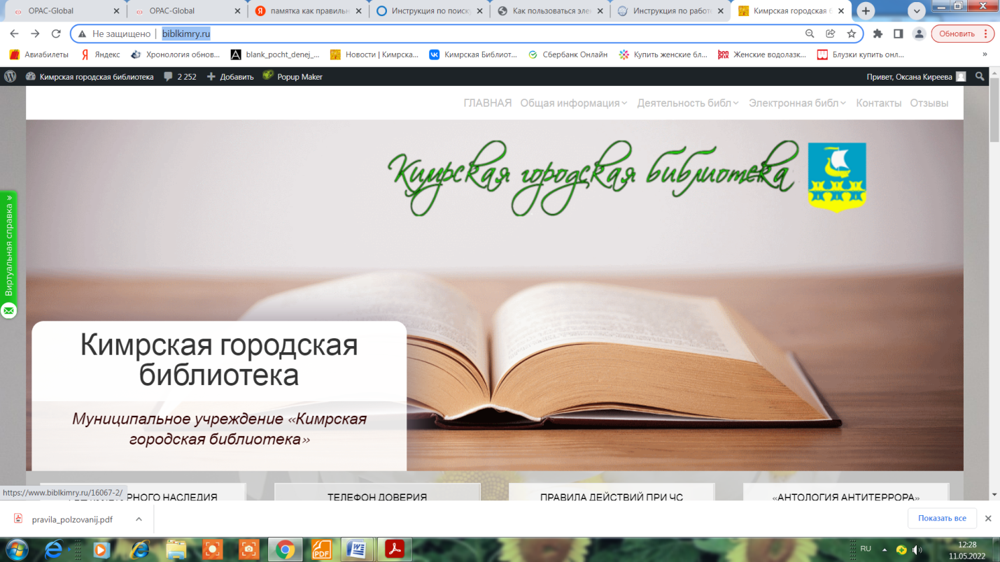 OPAC-Global
OPAC-Global
памятка как правильн
Инструкция по поиску
Как пользоваться элек
Инструкция по работе
Кимрская городская б
Не защищено | biblkimry.ru
Обновить
Авиабилеты
Яндекс
Хронология обнов...
blank_pocht_denej_...
Новости | Кимрска...
Кимрская Библиот...
Сбербанк Онлайн
Купить женские бл...
Женские водолазк...
Блузки купить онл...
»
Кимрская городская библиотека
2 252
Добавить
Popup Maker
Привет, Оксана Киреева
ГЛАВНАЯ
Общая информация
Деятельность библ
Электронная библ
Контакты
Отзывы
Кимрская городская библиотека
Виртуальная справка »
Кимрская городская
библиотека
Муниципальное учреждение «Кимрская
городская библиотека»
https://www.biblkimry.ru/16067-2/
РНОГО НАСЛЕДИЯ
ТЕЛЕФОН ДОВЕРИЯ
ПРАВИЛА ДЕЙСТВИЙ ПРИ ЧС
«АНТОЛОГИЯ АНТИТЕРРОРА»
pravila_polzovanij.pdf
Показать все
PDF
RU
12:28
11.05.2022